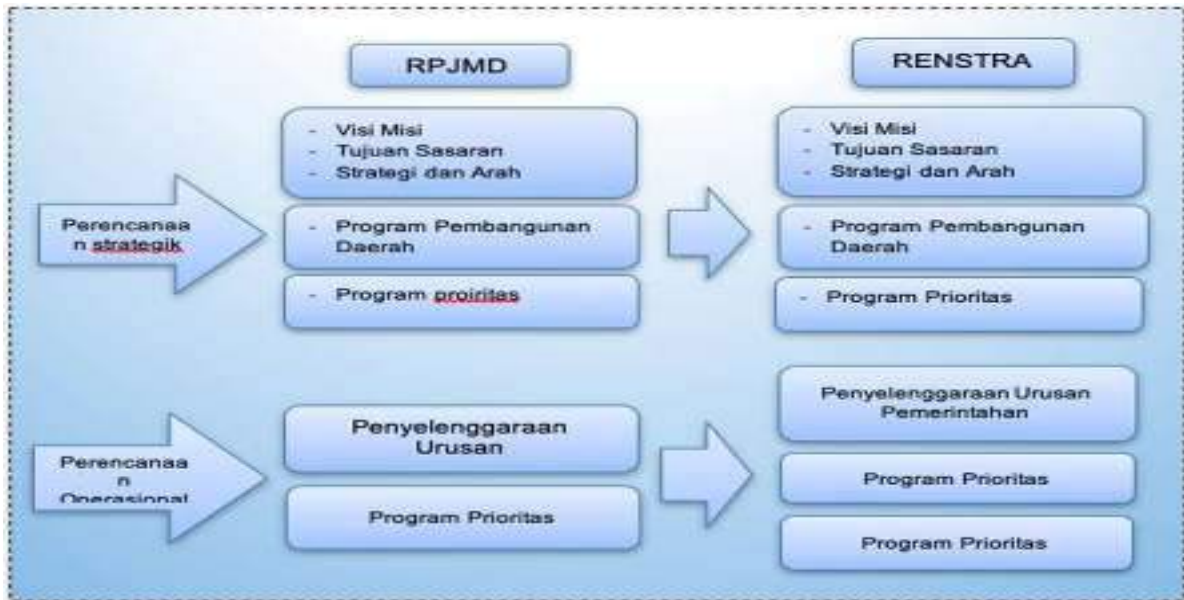 RPJMD
RENSTRA
Perencanaa
n strategik
- Visi Misi
- Tujuan Sasaran
- Strategi dan Arah
- Program Pembangunan
Daerah
- Program proiritas
- Visi Misi
- Tujuan Sasaran
- Strategi dan Arah
- Program Pembangunan
Daerah
- Program Prioritas
Perencanaa
n
Operasional
Penyelenggaraan
Urusan
Program Prioritas
Penyelenggaraan Urusan
Pemerintahan
Program Prioritas
Program Prioritas